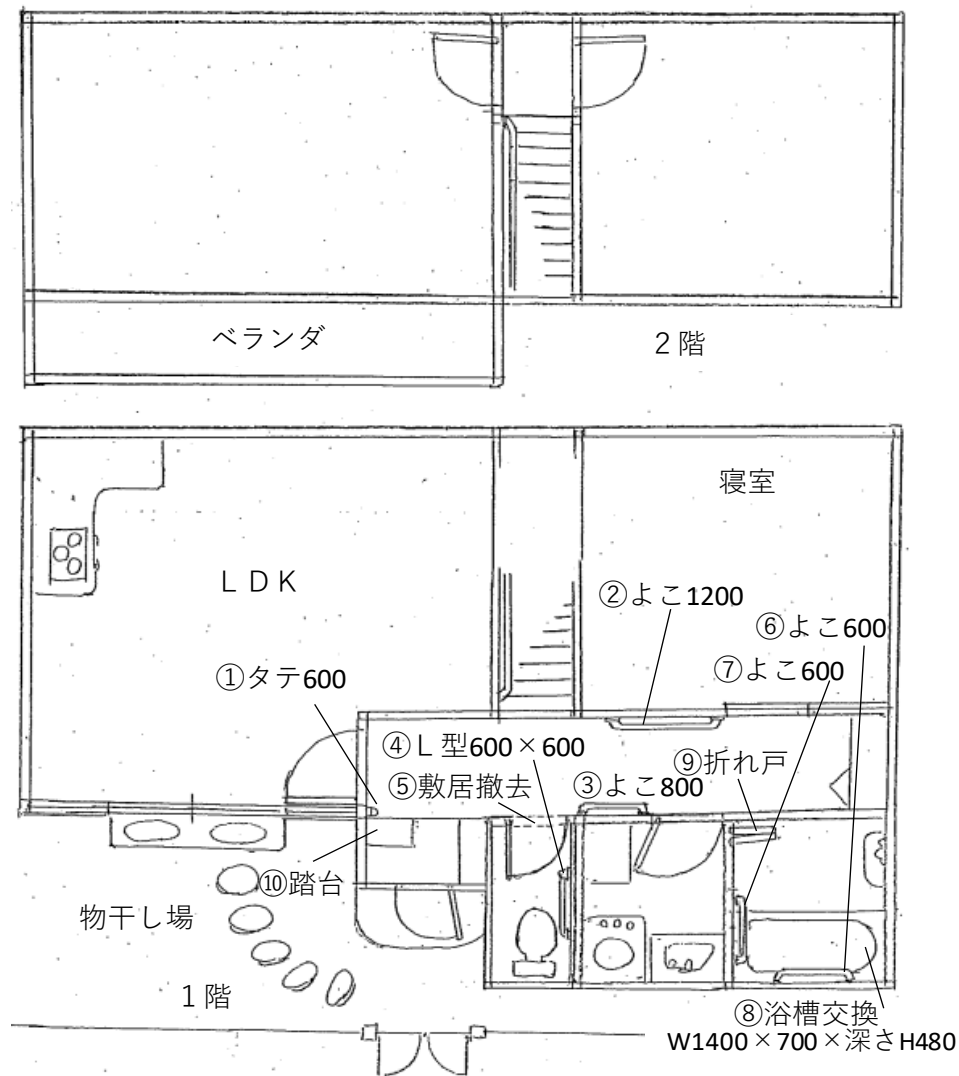 ベランダ
2階
寝室
LDK
②よこ1200
⑥よこ600
①タテ600
⑦よこ600
④L型600×600
⑨折れ戸
⑤敷居撤去
③よこ800
⑩踏台
物干し場
1階
⑧浴槽交換
W1400×700×深さH480